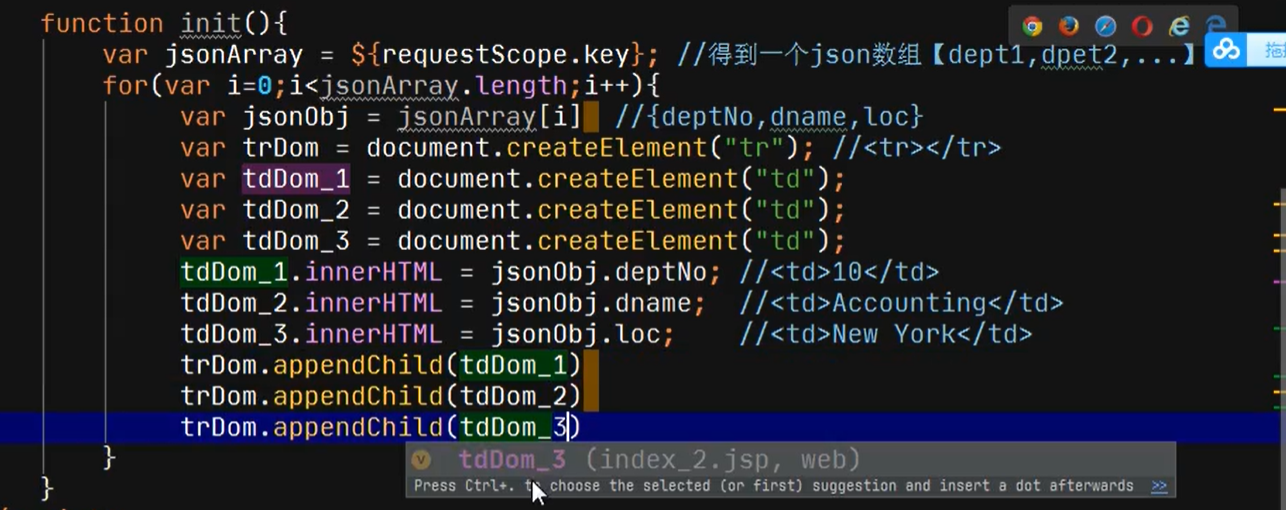 function init(){
var jsonArray = ${requestScope.key}; //得到一个json数组【dept1,dpet2,...】
拖
for(var i=0;i<jsonArray.length;i++){
var jsonObj = jsonArray[i] //{deptNo,dname,loc}
var trDom = document.createElement("tr"); //<tr></tr>
var tdDom_1 = document.createElement("td");
var tdDom_2 = document.createElement("td");
var tdDom_3 = document.createElement("td");
tdDom_1.innerHTML = jsonObj.deptNo; //<td>10</td>
tdDom_2.innerHTML = jsonObj.dname; //<td>Accounting</td>
tdDom_3.innerHTML = jsonObj.loc; //<td>New York</td>
trDom.appendChild(tdDom_1)
trDom.appendChild(tdDom_2)
trDom.appendChild(tdDom_3)
}
V tdDom_3 (index_2.jsp, web)
Press Ctrl+. to choose the selected (or first) suggestion and insert a dot afterwards >>
}